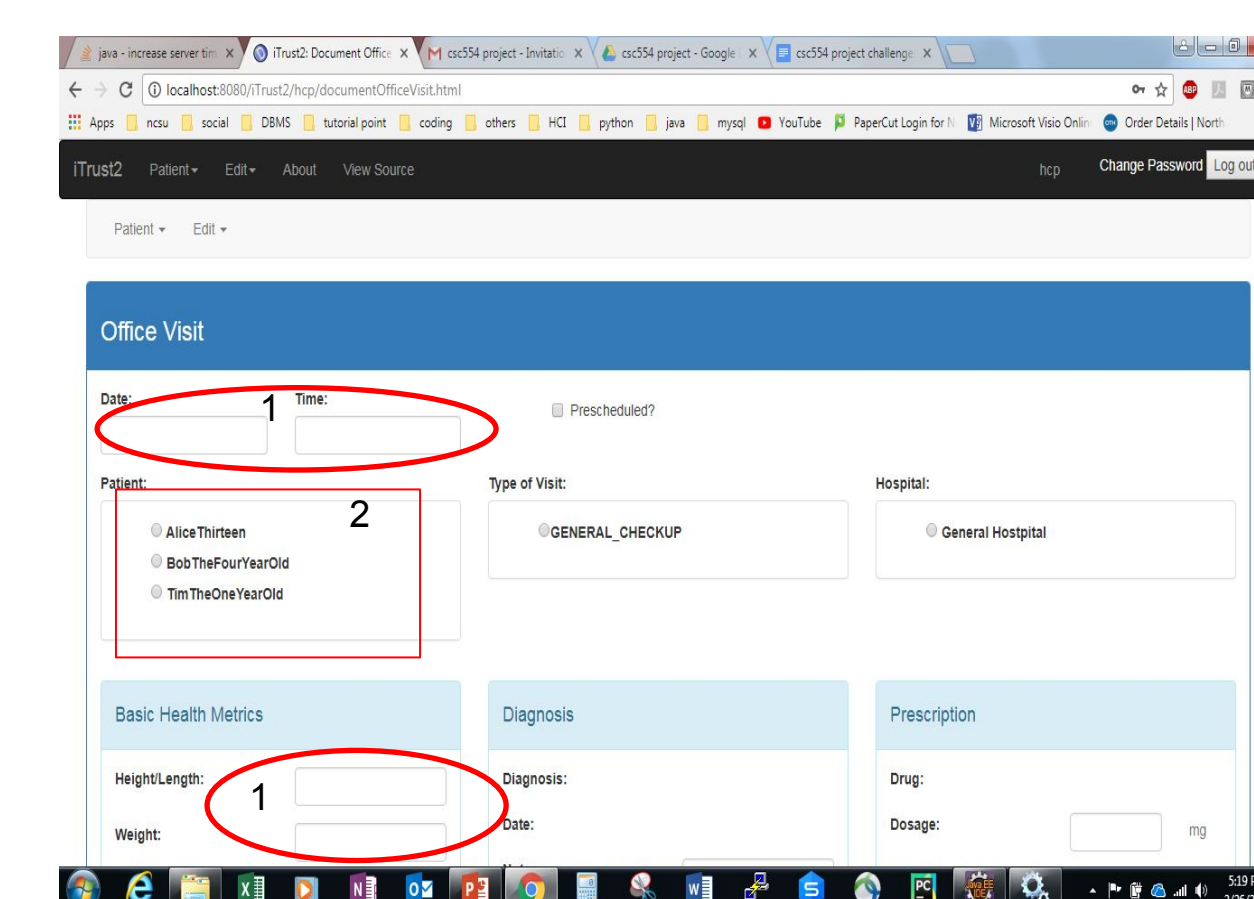 java - increase server tim
iTrust2: Document Office
csc554 project - Invitatio
csc554 project - Google
csc554 project challenge
localhost:8080/iTrust2/hcp/documentOfficeVisit.html
ABP
Apps ncsu social DBMS tutorial point coding others HCI python java mysql YouTube PaperCut Login for N Microsoft Visio Onlin Order Details | North
iTrust2 Patient Edit About View Source hcp Change Password Log out
Patient Edit
Office Visit
Date: 1 Time: Prescheduled?
Patient: Type of Visit: Hospital:
2
AliceThirteen GENERAL_CHECKUP General Hostpital
BobTheFourYearOld
TimTheOneYearOld
Basic Health Metrics Diagnosis Prescription
Height/Length: Diagnosis: Drug:
1
Weight: Date: Dosage: mg
5:19 P